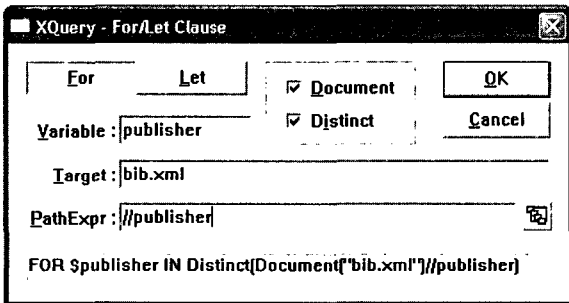 XQuery - For/Let Clause
For Let
Document
OK
Distinct
Cancel
Variable : publisher
Target : bib.xml
PathExpr : //publisher
FOR $publisher IN Distinct(Document("bib.xml")//publisher)